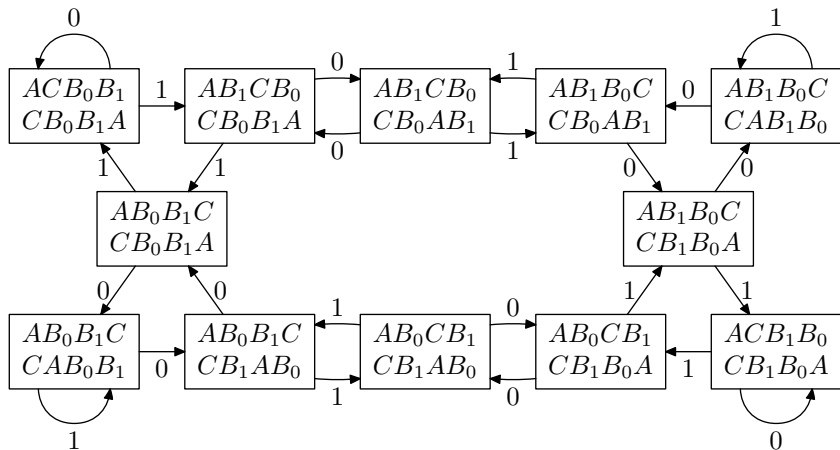 0
1
ACB₀B₁
CB₀B₁A
1
AB₁CB₀
CB₀B₁A
0
0
AB₁CB₀
CB₀AB₁
1
1
AB₁B₀C
CB₀AB₁
0
AB₁B₀C
CAB₁B₀
1
1
0
0
AB₀B₁C
CB₀B₁A
AB₁B₀C
CB₁B₀A
0
0
1
1
AB₀B₁C
CAB₀B₁
0
AB₀B₁C
CB₁AB₀
1
1
AB₀CB₁
CB₁AB₀
0
0
AB₀CB₁
CB₁B₀A
1
ACB₁B₀
CB₁B₀A
1
0